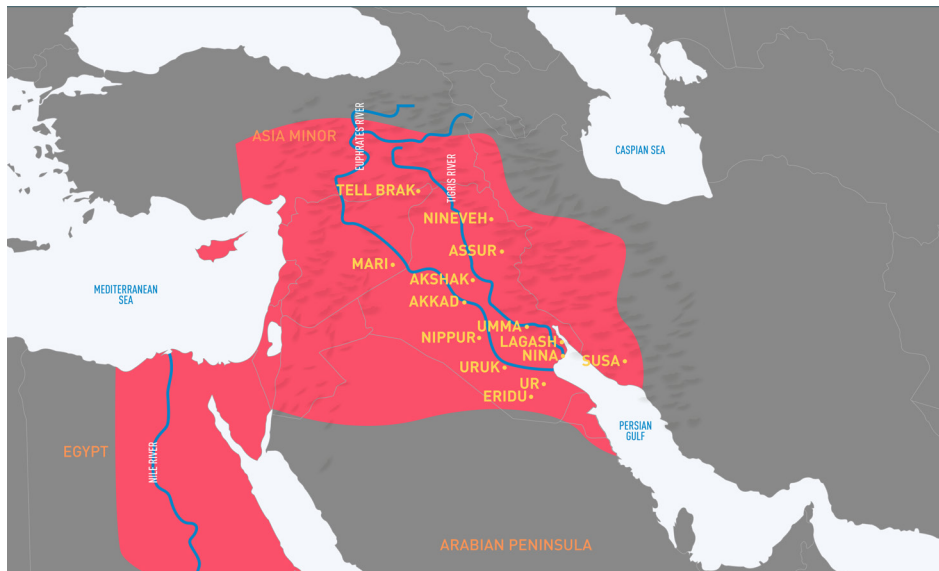 ASIA MINOR
EUPHRATES RIVER
TIGRIS RIVER
CASPIAN SEA
TELL BRAK
NINEVEH
ASSUR
MARI
AKSHAK
AKKAD
MEDITERRANEAN
SEA
UMMA
NIPPUR
LAGASH
NINA
SUSA
URUK
UR
ERIDU
PERSIAN
GULF
EGYPT
NILE RIVER
ARABIAN PENINSULA